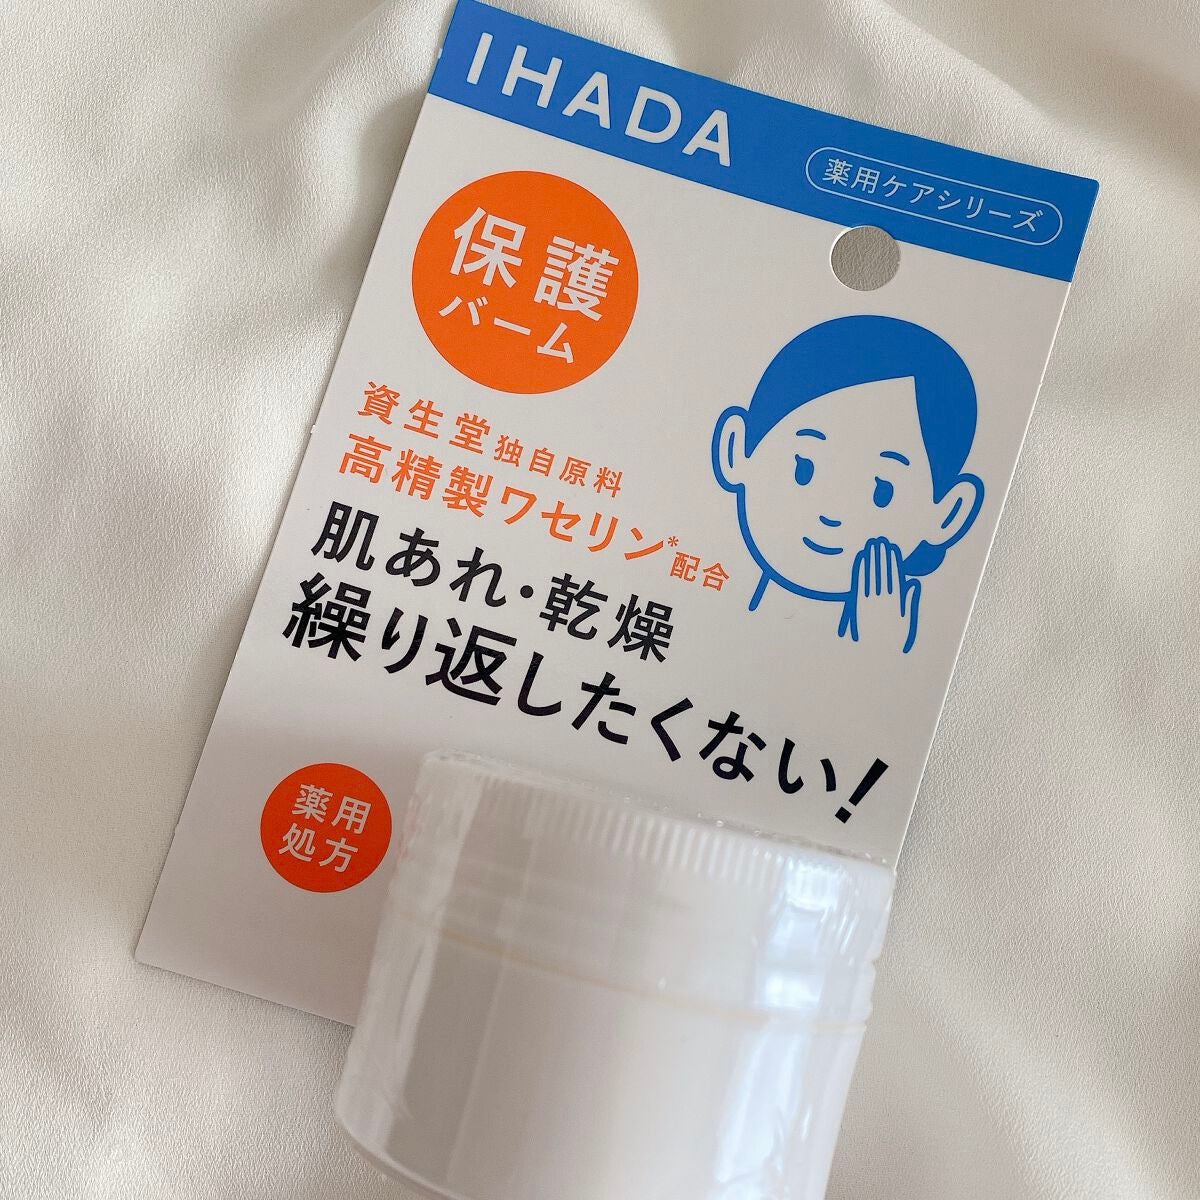 IHADA
薬用ケアシリーズ
保護
バーム
資生堂独自原料
高精製ワセリン*配合
肌あれ・乾燥
繰り返したくない!
薬用
処方